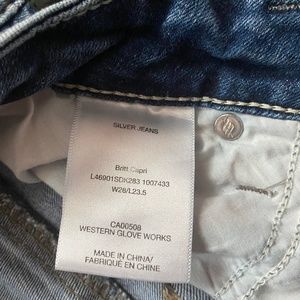 SILVER JEANS
Britt Capri
L46901SDX283 1007433
W26/L23.5
CA00508
WESTERN GLOVE WORKS
MADE IN CHINA/
FABRIQUÉ EN CHINE